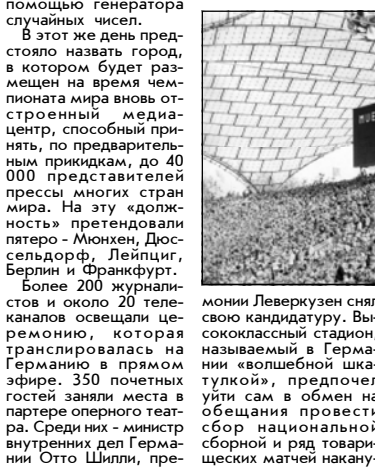 помощью генератора
случайных чисел.
В этот же день пред-
стояло назвать город,
в котором будет раз-
мещен на время чем-
пионата мира вновь от-
строенный медиа-
центр, способный при-
нять, по предваритель-
ным прикидкам, до 40
000 представителей
прессы многих стран
мира. На эту «долж-
ность» претендовали
пятеро - Мюнхен, Дюс-
сельдорф, Лейпциг,
Берлин и Франкфурт.
Более 200 журнали-
стов и около 20 теле-
каналов освещали це-
ремонию, которая
транслировалась на
Германию в прямом
эфире. 350 почетных
гостей заняли места в
партере оперного теат-
ра. Среди них - министр
внутренних дел Герма-
нии Отто Шилли, пре-
монии Леверкузен снял
свою кандидатуру. Вы-
сококлассный стадион,
называемый в Герма-
нии «волшебной шка-
тулкой», предпочел
уйти сам в обмен на
обещания провести
сбор национальной
сборной и ряд товари-
щеских матчей накану-